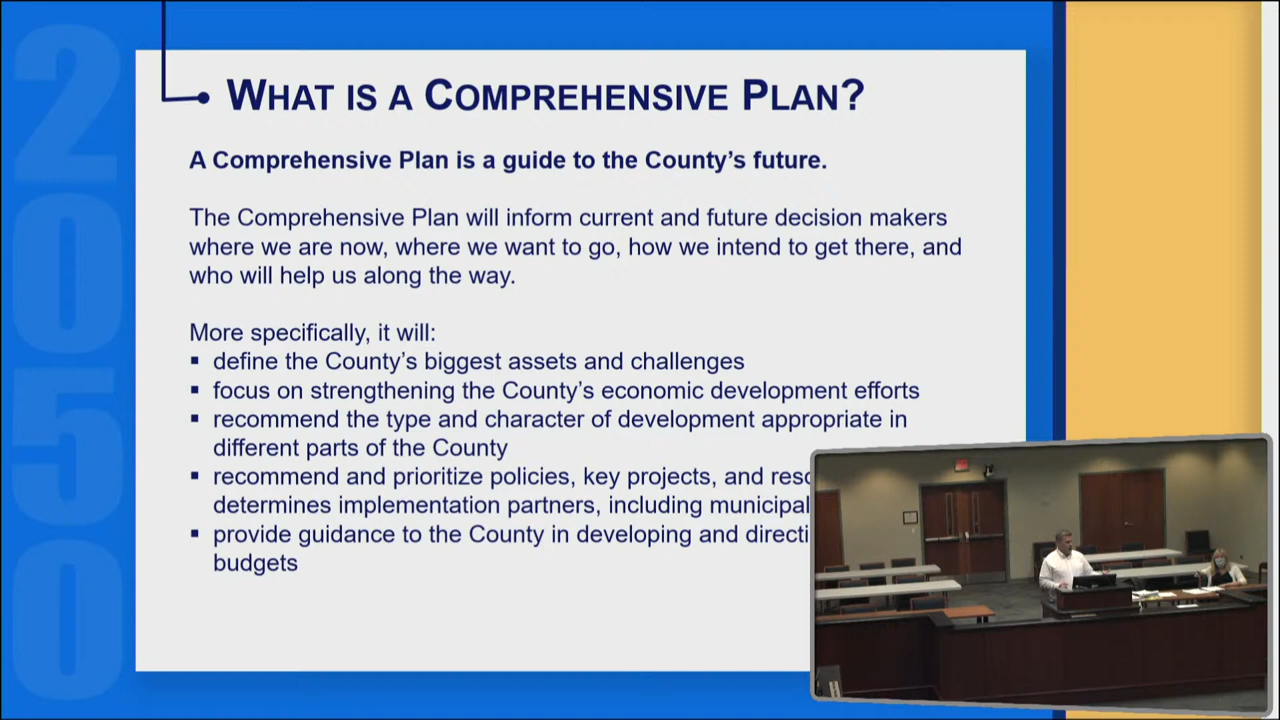 2050
WHAT IS A COMPREHENSIVE PLAN?
A Comprehensive Plan is a guide to the County's future.
The Comprehensive Plan will inform current and future decision makers
where we are now, where we want to go, how we intend to get there, and
who will help us along the way.
More specifically, it will:
▪ define the County's biggest assets and challenges
▪ focus on strengthening the County's economic development efforts
▪ recommend the type and character of development appropriate in
different parts of the County
▪ recommend and prioritize policies, key projects, and
determines implementation partners, including
▪ provide guidance to the County in developing and
budgets